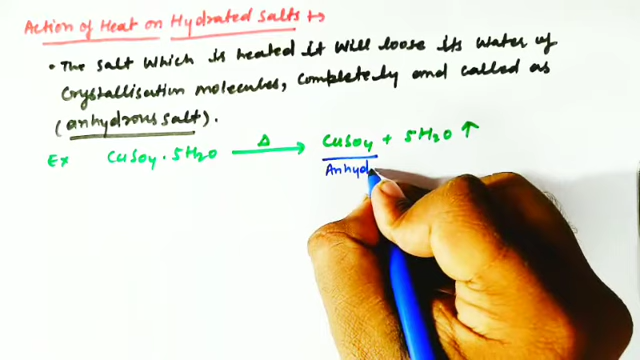 Action of Heat on Hydrated Salts
• The salt which is heated it will loose its water of
crystallisation molecules, completely and called as
(anhydrous salt).
Ex CuSO4 · 5H2O Δ → CuSO4 + 5H2O ↑
Anhyd